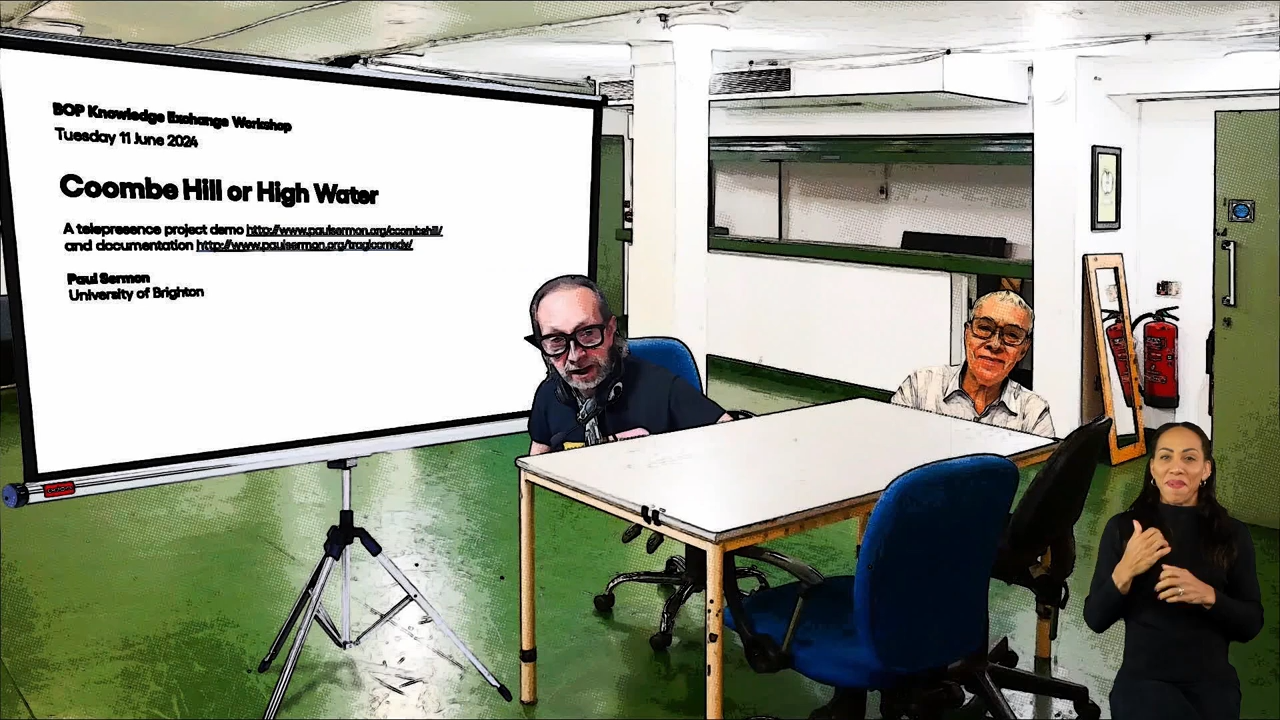 BOP Knowledge Exchange Workshop
Tuesday 11 June 2024
Coombe Hill or High Water
A telepresence project demo http://www.paulsermon.org/coombehill/
and documentation http://www.paulsermon.org/tragicomedy/
Paul Sermon
University of Brighton